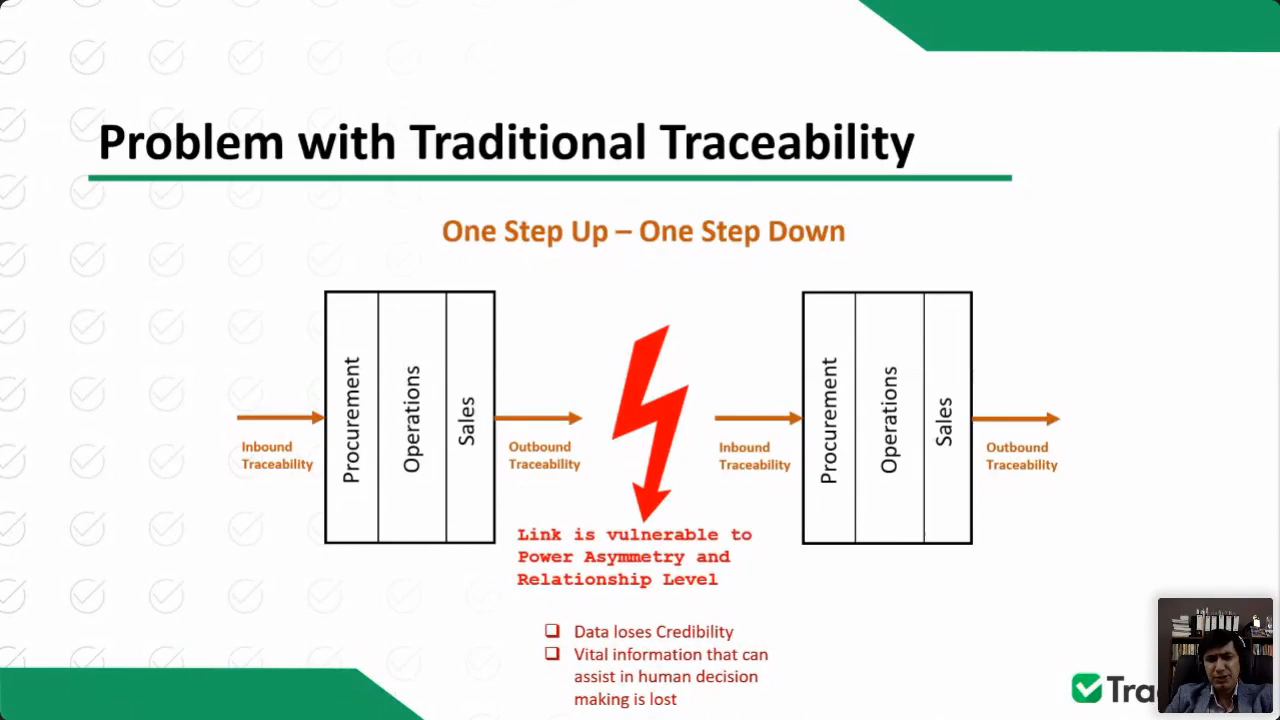 Problem with Traditional Traceability
One Step Up – One Step Down
Procurement
Operations
Sales
Inbound
Traceability
Outbound
Traceability
Inbound
Traceability
Procurement
Operations
Sales
Outbound
Traceability
Link is vulnerable to
Power Asymmetry and
Relationship Level
Data loses Credibility
Vital information that can
assist in human decision
making is lost